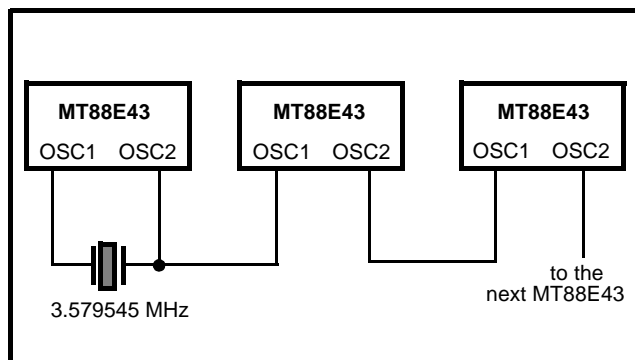 MT88E43
OSC1 OSC2
MT88E43
OSC1 OSC2
MT88E43
OSC1 OSC2
3.579545 MHz
to the
next MT88E43